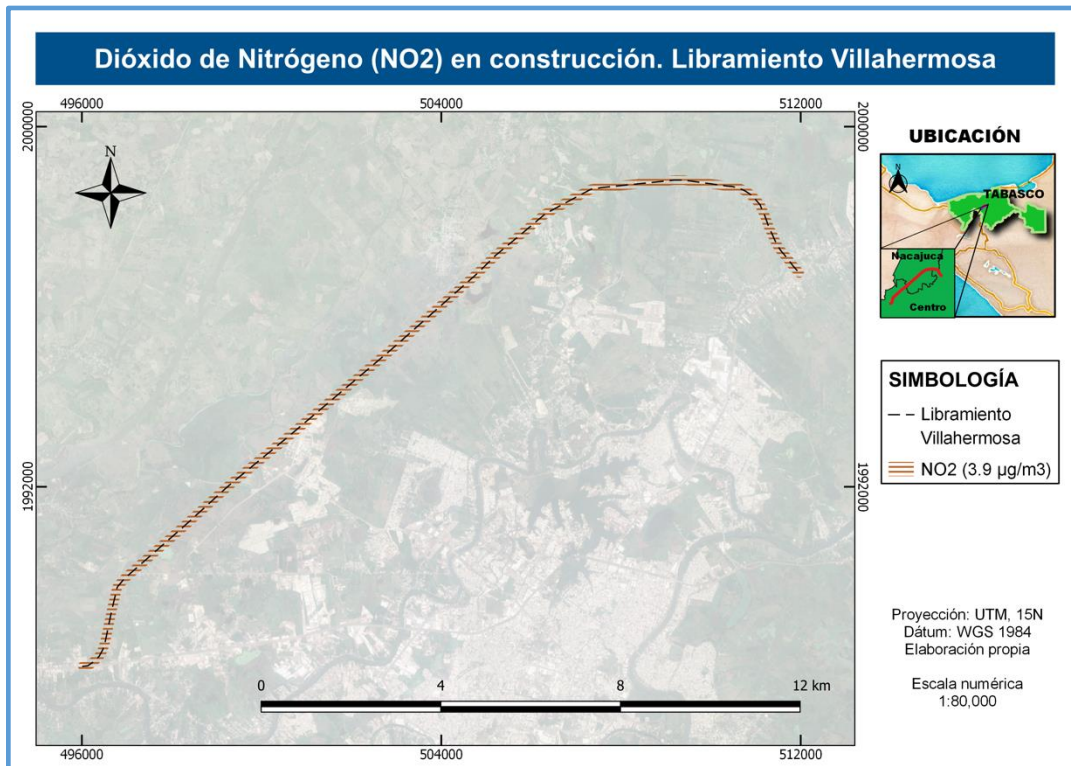 Dióxido de Nitrógeno (NO2) en construcción. Libramiento Villahermosa
496000
504000
512000
2000000
2000000
N
UBICACIÓN
N
TABASCO
Nacajuca
Centro
SIMBOLOGÍA
Libramiento
Villahermosa
NO2 (3.9 µg/m3)
1992000
1992000
Proyección: UTM, 15N
Dátum: WGS 1984
Elaboración propia
Escala numérica
1:80,000
0
4
8
12 km
496000
504000
512000